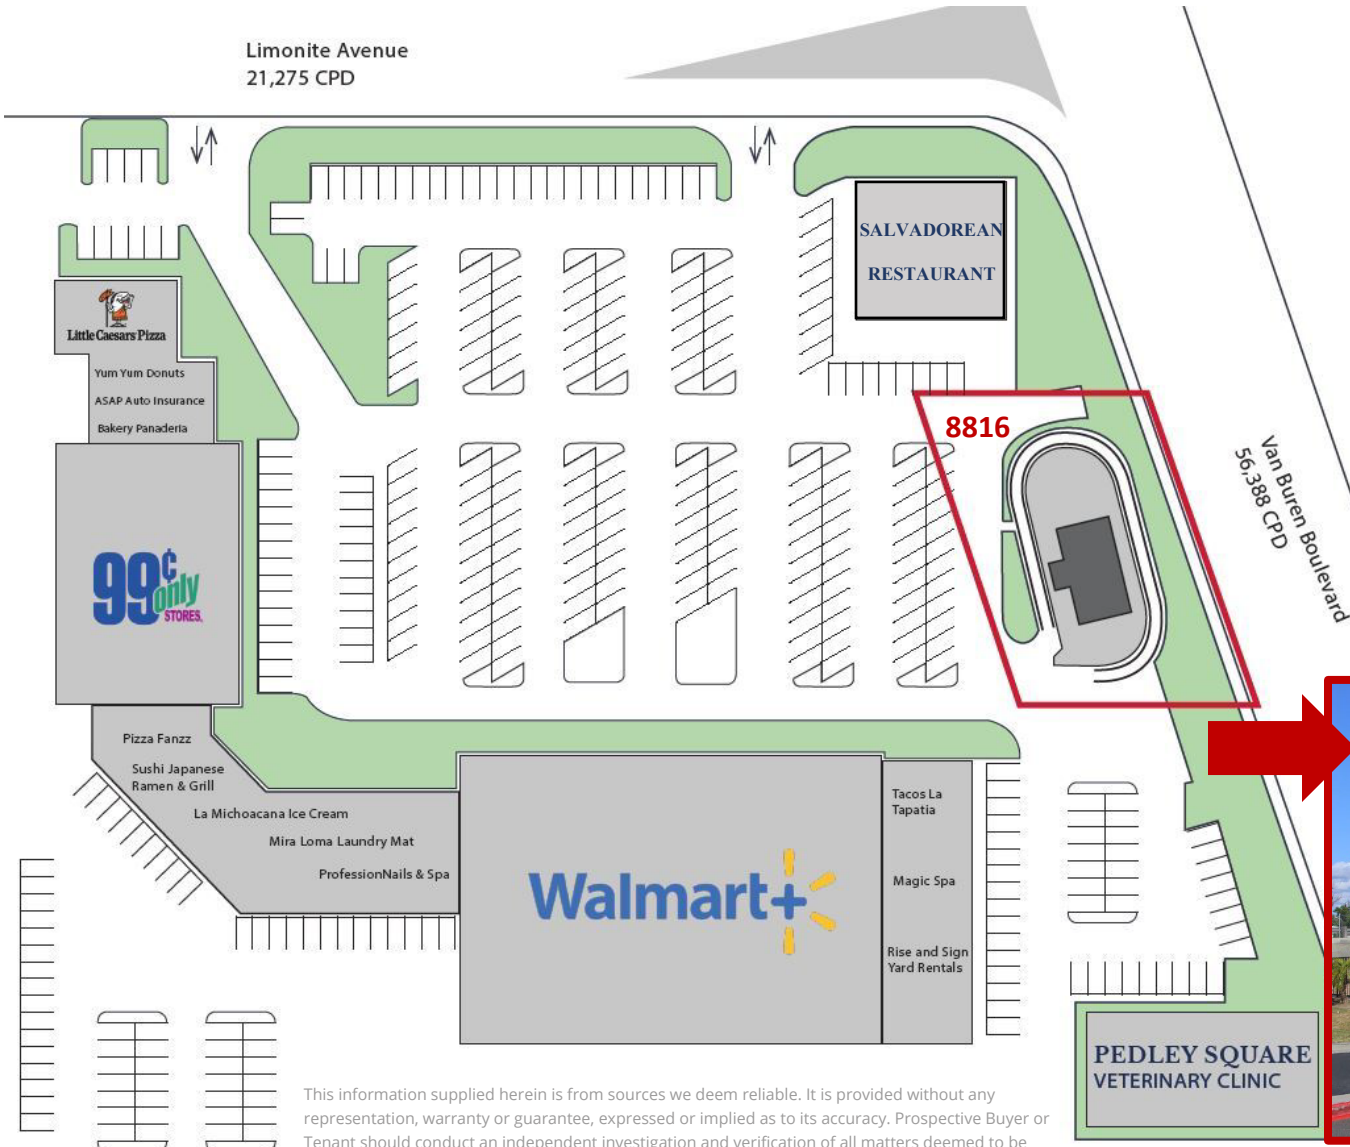 Limonite Avenue
21,275 CPD
SALVADOREAN
RESTAURANT
Little Caesars Pizza
Yum Yum Donuts
ASAP Auto Insurance
Bakery Panaderia
8816
Van Buren Boulevard
56,388 CPD
99¢
only
STORES.
Pizza Fanzz
Sushi Japanese
Ramen & Grill
La Michoacana Ice Cream
Mira Loma Laundry Mat
ProfessionNails & Spa
Walmart+
Tacos La
Tapatia
Magic Spa
Rise and Sign
Yard Rentals
PEDLEY SQUARE
VETERINARY CLINIC
This information supplied herein is from sources we deem reliable. It is provided without any
representation, warranty or guarantee, expressed or implied as to its accuracy. Prospective Buyer or
Tenant should conduct an independent investigation and verification of all matters deemed to be